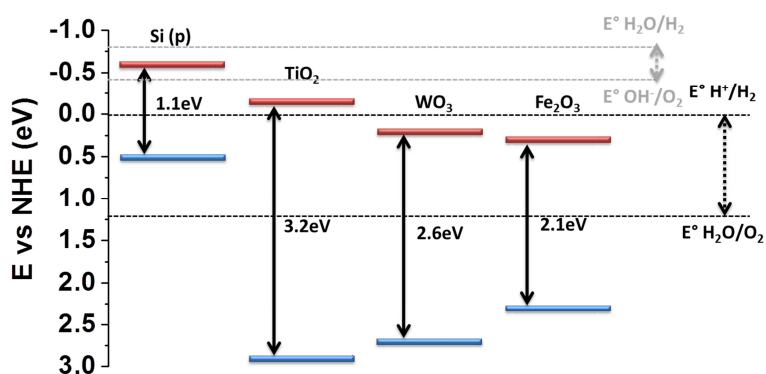 E vs NHE (eV)
-1.0
-0.5
0.0
0.5
1.0
1.5
2.0
2.5
3.0
Si (p)
1.1eV
TiO₂
3.2eV
WO₃
2.6eV
Fe₂O₃
2.1eV
E° H₂O/H₂
E° OH⁻/O₂
E° H⁺/H₂
E° H₂O/O₂